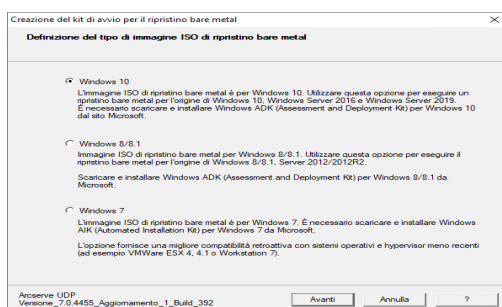 Creazione del kit di avvio per il ripristino bare metal
Definizione del tipo di immagine ISO di ripristino bare metal
Windows 10
L'immagine ISO di ripristino bare metal è per Windows 10. Utilizzare questa opzione per eseguire un
ripristino bare metal per l'origine di Windows 10, Windows Server 2016 e Windows Server 2019.
È necessario scaricare e installare Windows ADK (Assessment and Deployment Kit) per Windows 10
dal sito Microsoft.
Windows 8/8.1
Immagine ISO di ripristino bare metal per Windows 8/8.1. Utilizzare questa opzione per eseguire il
ripristino bare metal per l'origine di Windows 8/8.1, Server 2012/2012R2.
Scaricare e installare Windows ADK (Assessment and Deployment Kit) per Windows 8/8.1 da
Microsoft.
Windows 7
L'immagine ISO di ripristino bare metal è per Windows 7. È necessario scaricare e installare Windows
AIK (Automated Installation Kit) per Windows 7 da Microsoft.
L'opzione fornisce una migliore compatibilità retroattiva con sistemi operativi e hypervisor meno recenti
(ad esempio VMWare ESX 4, 4.1 o Workstation 7).
Arcserve UDP
Versione_7.0.4455_Aggiornamento_1_Build_392
Avanti
Annulla
?